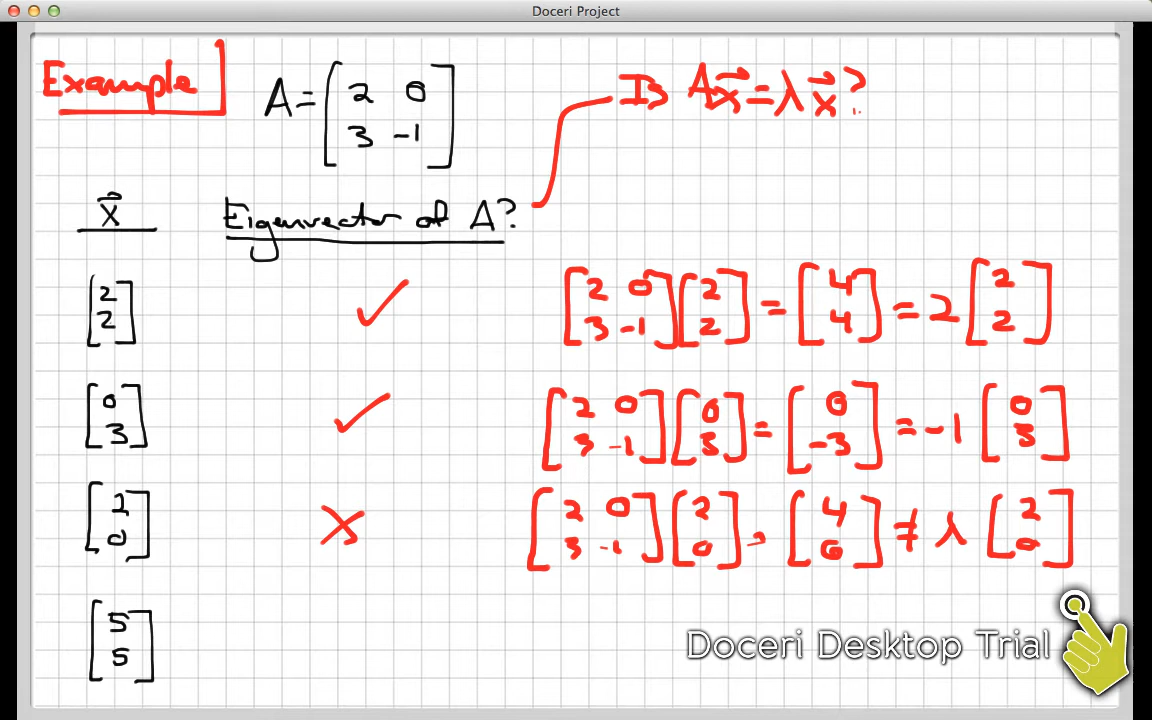 Doceri Project
Example
A = [2 0
3 -1]
Is Ax⃗ = λx⃗?
x⃗ Eigenvector of A?
[2
2] ✓ [2 0
3 -1] [2
2] = [4
4] = 2 [2
2]
[0
3] ✓ [2 0
3 -1] [0
3] = [0
-3] = -1 [0
3]
[2
0] ✗ [2 0
3 -1] [2
0] = [4
6] ≠ λ [2
0]
[5
5]
Doceri Desktop Trial